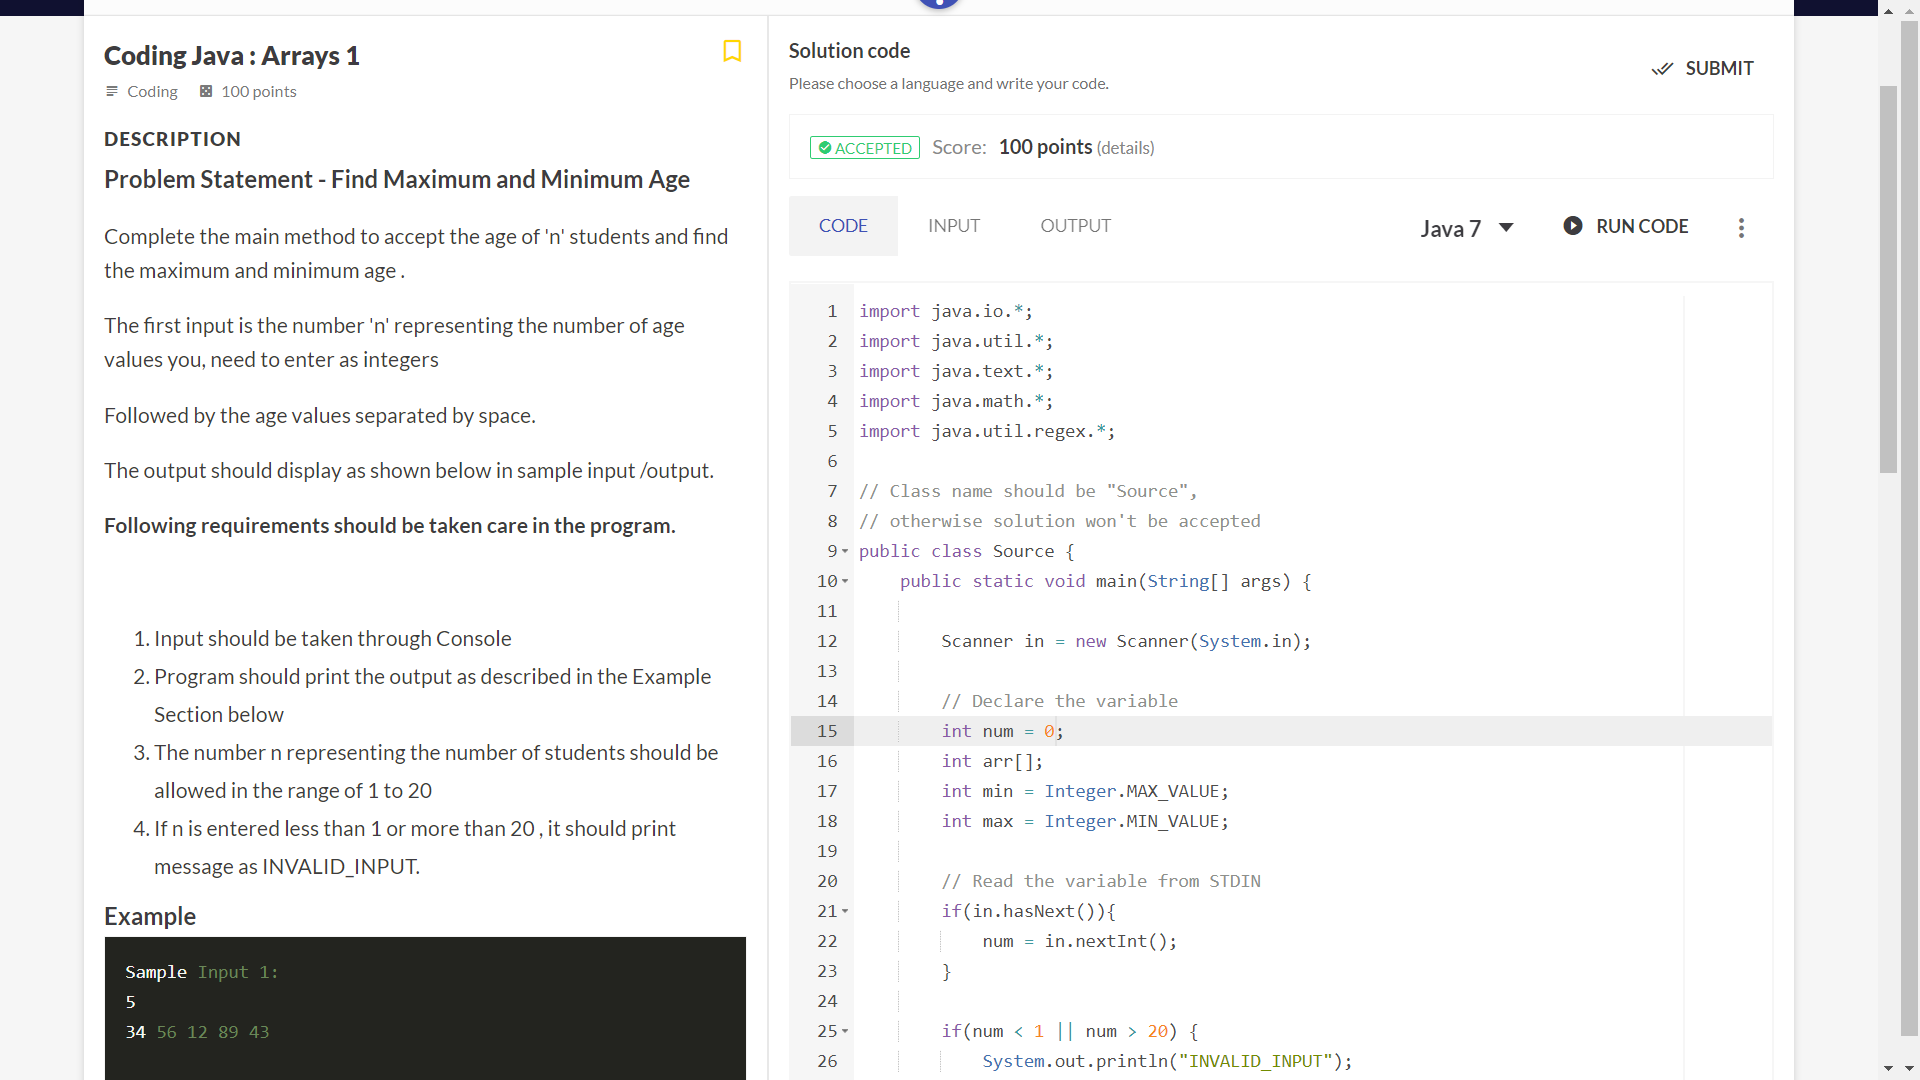 Coding Java : Arrays 1
Coding 100 points
DESCRIPTION
Problem Statement - Find Maximum and Minimum Age
Complete the main method to accept the age of 'n' students and find
the maximum and minimum age .
The first input is the number 'n' representing the number of age
values you, need to enter as integers
Followed by the age values separated by space.
The output should display as shown below in sample input /output.
Following requirements should be taken care in the program.
1. Input should be taken through Console
2. Program should print the output as described in the Example
Section below
3. The number n representing the number of students should be
allowed in the range of 1 to 20
4. If n is entered less than 1 or more than 20 , it should print
message as INVALID_INPUT.
Example
Sample Input 1:
5
34 56 12 89 43
Solution code
Please choose a language and write your code.
SUBMIT
ACCEPTED Score: 100 points (details)
CODE INPUT OUTPUT Java 7 RUN CODE
1 import java.io.*;
2 import java.util.*;
3 import java.text.*;
4 import java.math.*;
5 import java.util.regex.*;
6
7 // Class name should be "Source",
8 // otherwise solution won't be accepted
9 public class Source {
10 public static void main(String[] args) {
11
12 Scanner in = new Scanner(System.in);
13
14 // Declare the variable
15 int num = 0;
16 int arr[];
17 int min = Integer.MAX_VALUE;
18 int max = Integer.MIN_VALUE;
19
20 // Read the variable from STDIN
21 if(in.hasNext()){
22 num = in.nextInt();
23 }
24
25 if(num < 1 || num > 20) {
26 System.out.println("INVALID_INPUT");